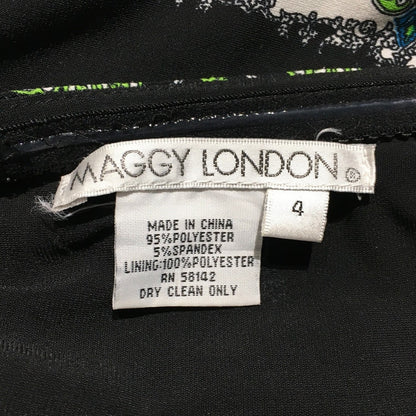 MAGGY LONDON®
4
MADE IN CHINA
95%POLYESTER
5%SPANDEX
LINING:100%POLYESTER
RN 58142
DRY CLEAN ONLY